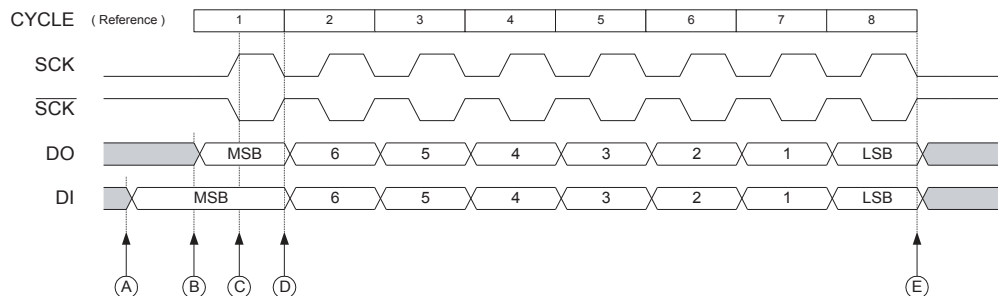 CYCLE ( Reference ) 1 2 3 4 5 6 7 8
SCK
SCK
DO MSB 6 5 4 3 2 1 LSB
DI MSB 6 5 4 3 2 1 LSB
A B C D E